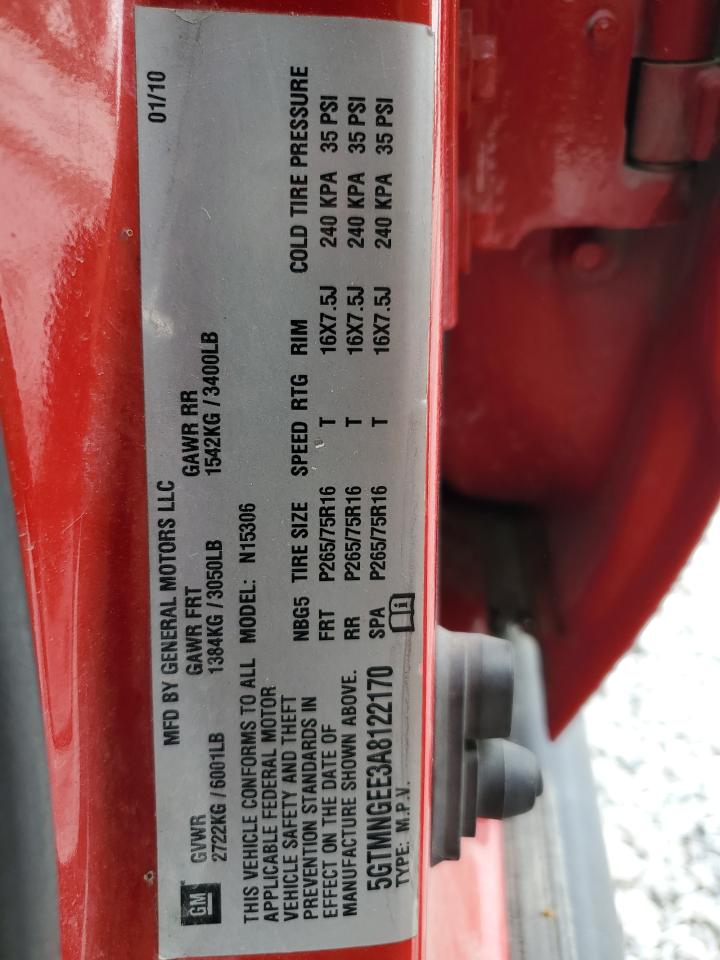 GM
MFD BY GENERAL MOTORS LLC
01/10
GVWR GAWR FRT GAWR RR
2722KG / 6001LB 1384KG / 3050LB 1542KG / 3400LB
THIS VEHICLE CONFORMS TO ALL
APPLICABLE FEDERAL MOTOR
VEHICLE SAFETY AND THEFT
PREVENTION STANDARDS IN
EFFECT ON THE DATE OF
MANUFACTURE SHOWN ABOVE.
5GTMNGEE3A8122170
TYPE: M.P.V.
MODEL: N15306
NBG5 TIRE SIZE SPEED RTG RIM COLD TIRE PRESSURE
FRT P265/75R16 T 16X7.5J 240 KPA 35 PSI
RR P265/75R16 T 16X7.5J 240 KPA 35 PSI
SPA P265/75R16 T 16X7.5J 240 KPA 35 PSI